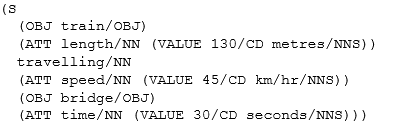 (S
(OBJ train/OBJ)
(ATT length/NN (VALUE 130/CD metres/NNS))
travelling/NN
(ATT speed/NN (VALUE 45/CD km/hr/NNS))
(OBJ bridge/OBJ)
(ATT time/NN (VALUE 30/CD seconds/NNS)))